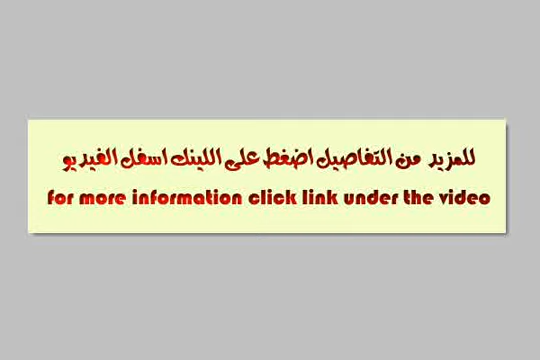 للمزيد من التفاصيل اضغط على اللينك اسفل الفيديو
for more information click link under the video